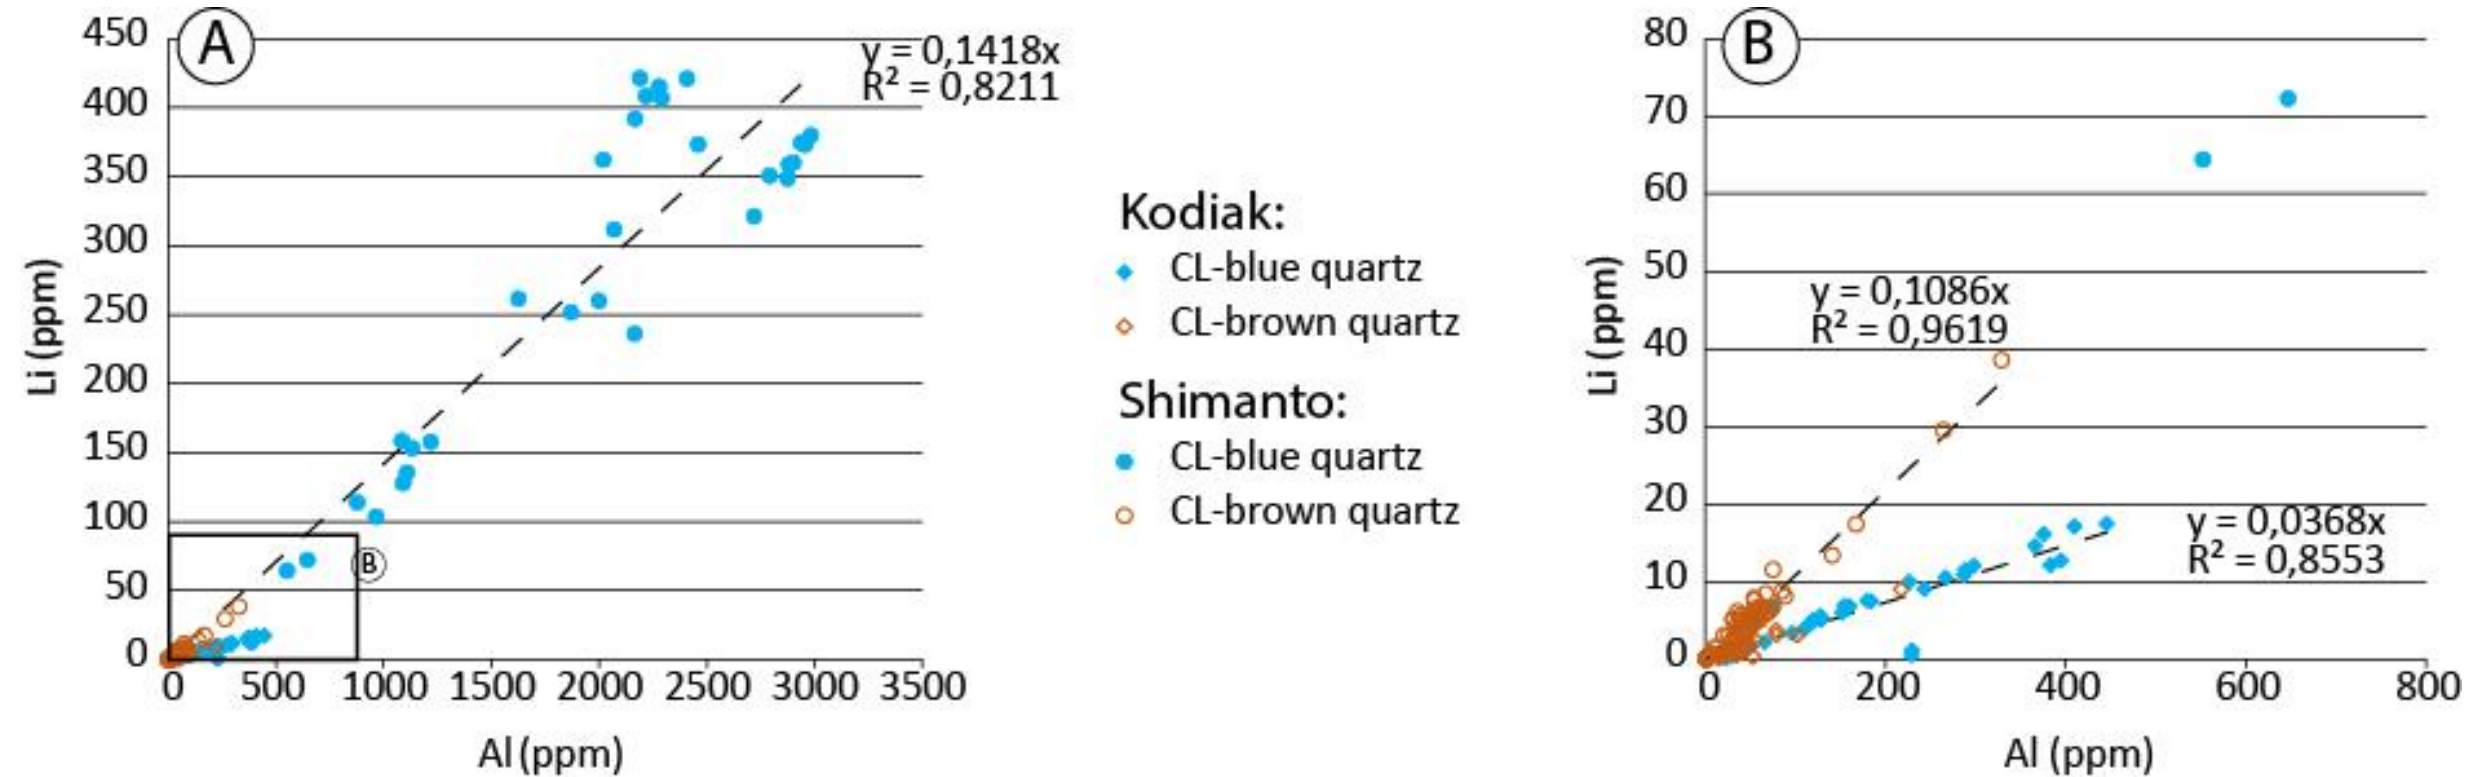 A
450
400
350
300
250
200
150
100
50
0
Li (ppm)
0 500 1000 1500 2000 2500 3000 3500
Al (ppm)
y = 0,1418x
R² = 0,8211
B
Kodiak:
CL-blue quartz
CL-brown quartz
Shimanto:
CL-blue quartz
CL-brown quartz
B
80
70
60
50
40
30
20
10
0
Li (ppm)
0 200 400 600 800
Al (ppm)
y = 0,1086x
R² = 0,9619
y = 0,0368x
R² = 0,8553